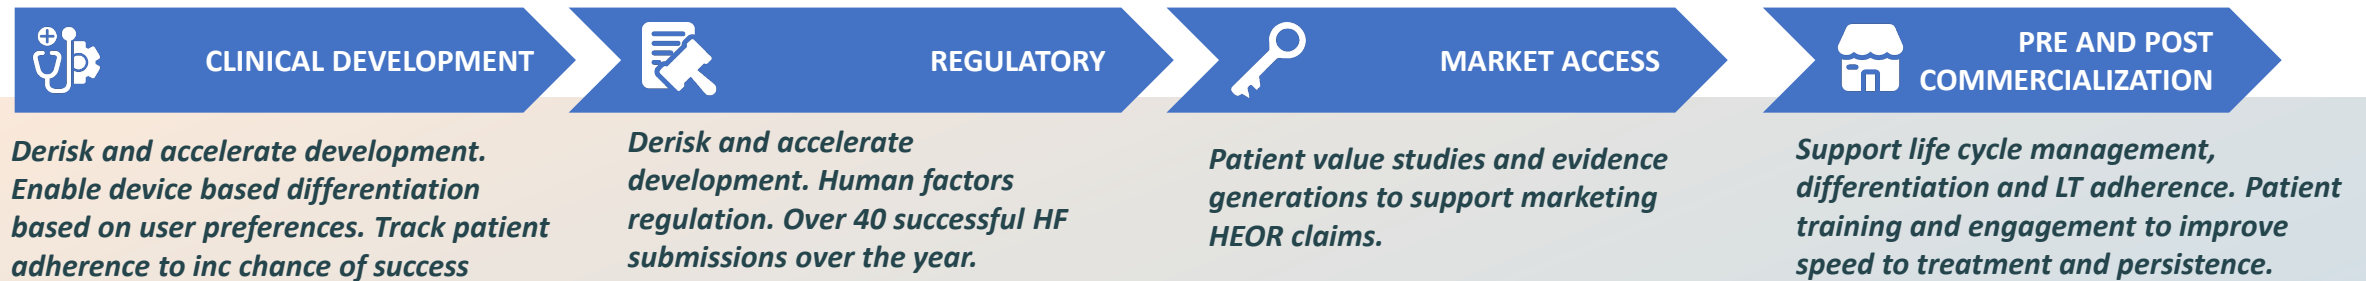 CLINICAL DEVELOPMENT
Derisk and accelerate development.
Enable device based differentiation
based on user preferences. Track patient
adherence to inc chance of success
REGULATORY
Derisk and accelerate
development. Human factors
regulation. Over 40 successful HF
submissions over the year.
MARKET ACCESS
Patient value studies and evidence
generations to support marketing
HEOR claims.
PRE AND POST
COMMERCIALIZATION
Support life cycle management,
differentiation and LT adherence. Patient
training and engagement to improve
speed to treatment and persistence.